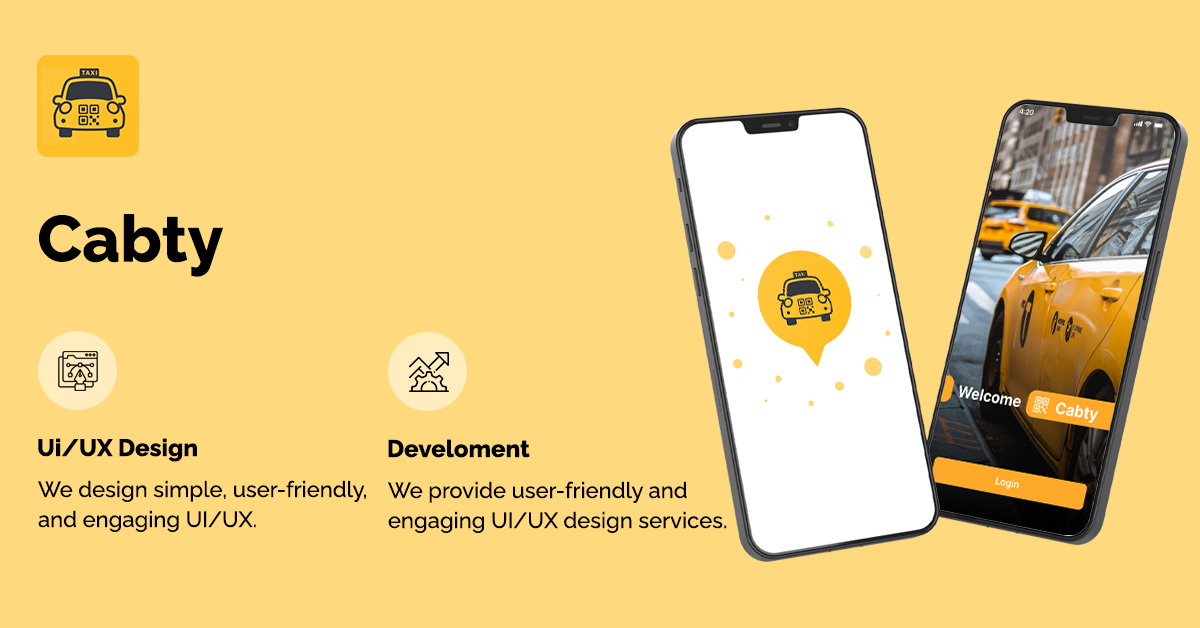 TAXI
Cabty
Ui/UX Design
We design simple, user-friendly,
and engaging UI/UX.
Develoment
We provide user-friendly and
engaging UI/UX design services.
TAXI
4:20
Welcome
Cabty
Login